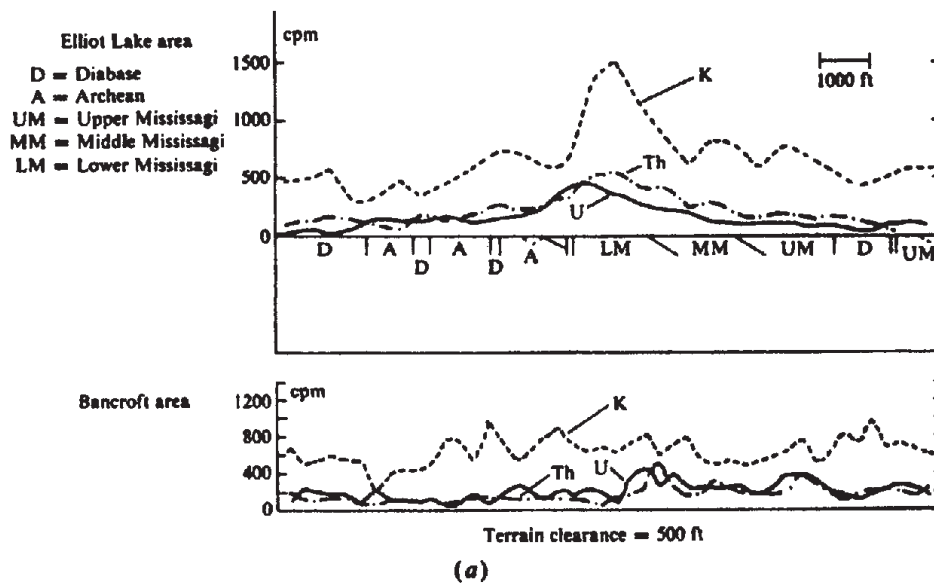 Elliot Lake area
D = Diabase
A = Archean
UM = Upper Mississagi
MM = Middle Mississagi
LM = Lower Mississagi
cpm
1500
1000
500
0
K
Th
U
1000 ft
D A D A D A LM MM UM D UM
Bancroft area
cpm
1200
800
400
0
K
U
Th
Terrain clearance = 500 ft
(a)